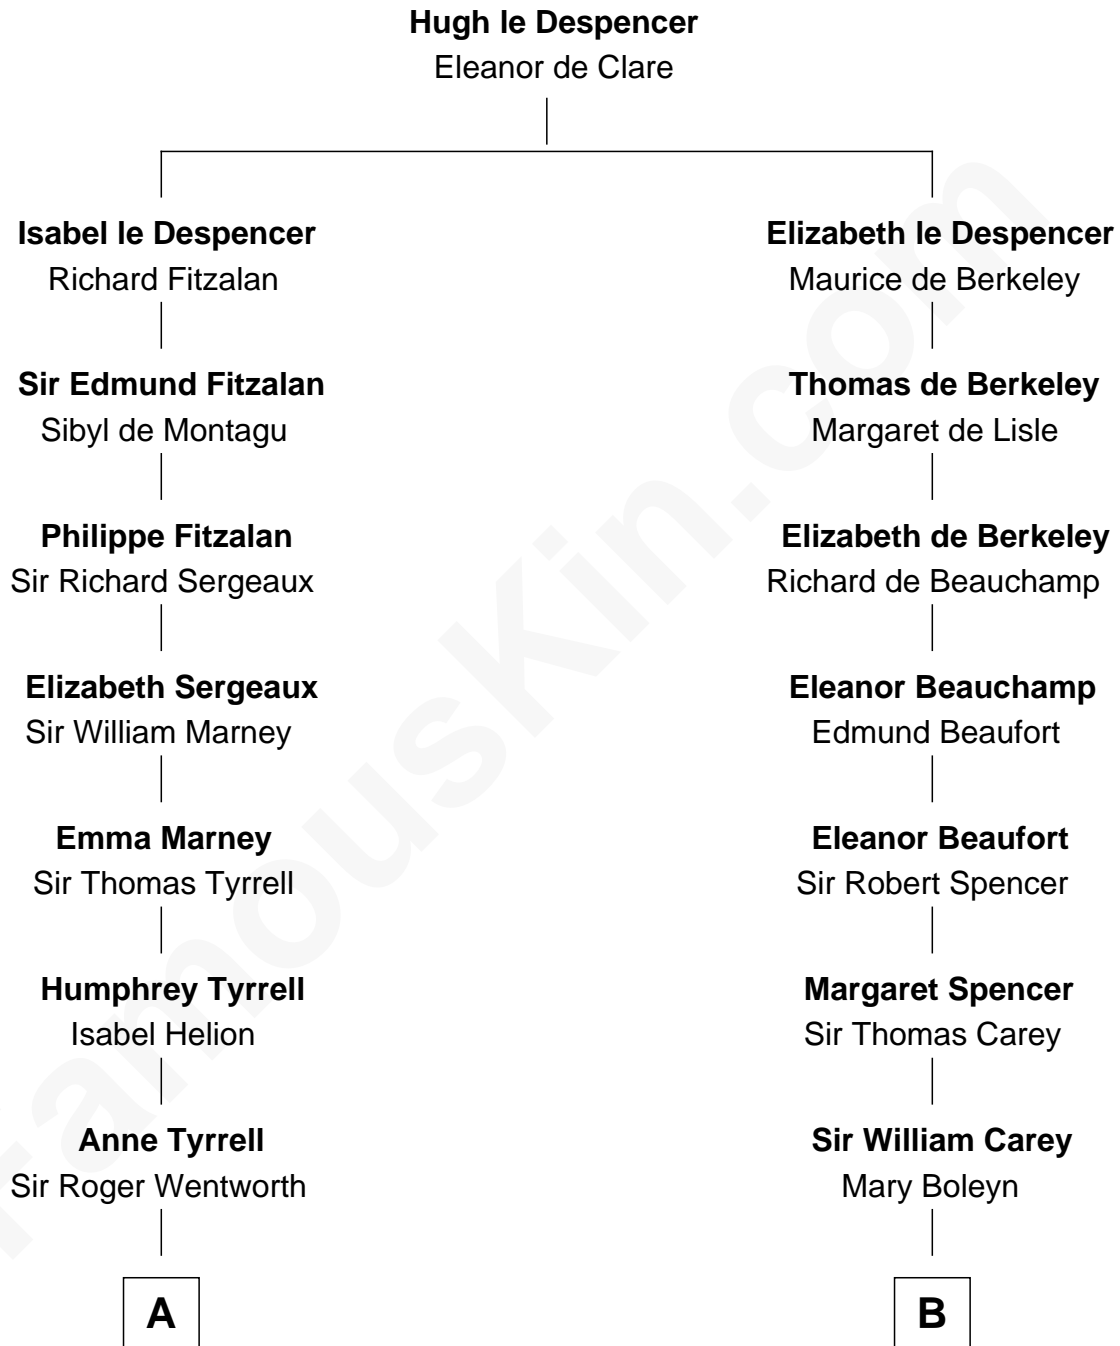 Hugh le Despencer
Eleanor de Clare
Isabel le Despencer
Richard Fitzalan
Elizabeth le Despencer
Maurice de Berkeley
Sir Edmund Fitzalan
Sibyl de Montagu
Thomas de Berkeley
Margaret de Lisle
Philippe Fitzalan
Sir Richard Sergeaux
Elizabeth de Berkeley
Richard de Beauchamp
Elizabeth Sergeaux
Sir William Marney
Eleanor Beauchamp
Edmund Beaufort
Emma Marney
Sir Thomas Tyrrell
Eleanor Beaufort
Sir Robert Spencer
Humphrey Tyrrell
Isabel Helion
Margaret Spencer
Sir Thomas Carey
Anne Tyrrell
Sir Roger Wentworth
Sir William Carey
Mary Boleyn
A
B
FamousKin.com